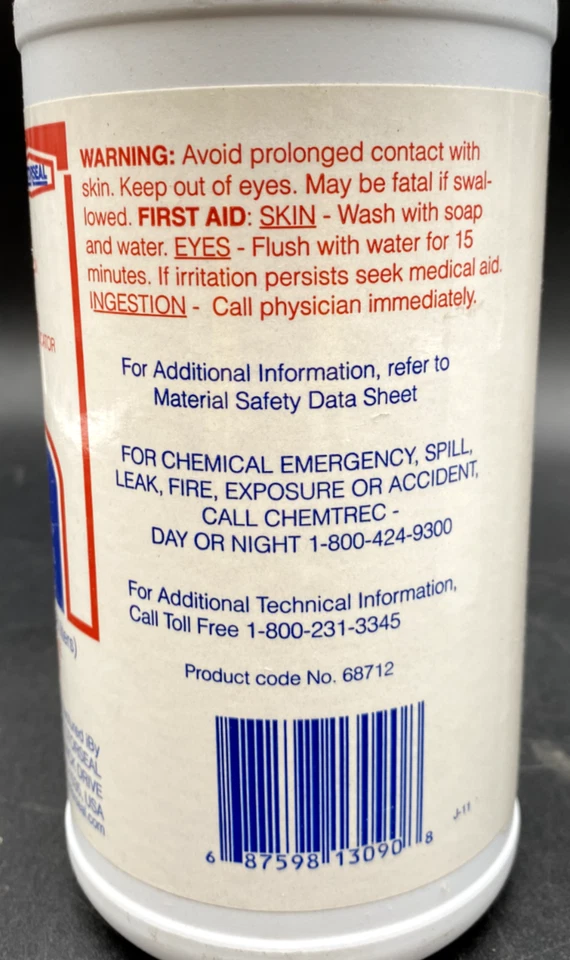 WARNING: Avoid prolonged contact with
skin. Keep out of eyes. May be fatal if swal-
lowed. FIRST AID: SKIN - Wash with soap
and water. EYES - Flush with water for 15
minutes. If irritation persists seek medical aid.
INGESTION - Call physician immediately.
For Additional Information, refer to
Material Safety Data Sheet
FOR CHEMICAL EMERGENCY, SPILL,
LEAK, FIRE, EXPOSURE OR ACCIDENT,
CALL CHEMTREC -
DAY OR NIGHT 1-800-424-9300
For Additional Technical Information,
Call Toll Free 1-800-231-3345
Product code No. 68712
6 87598 13090 8
J-11
By
DRIVE
USA